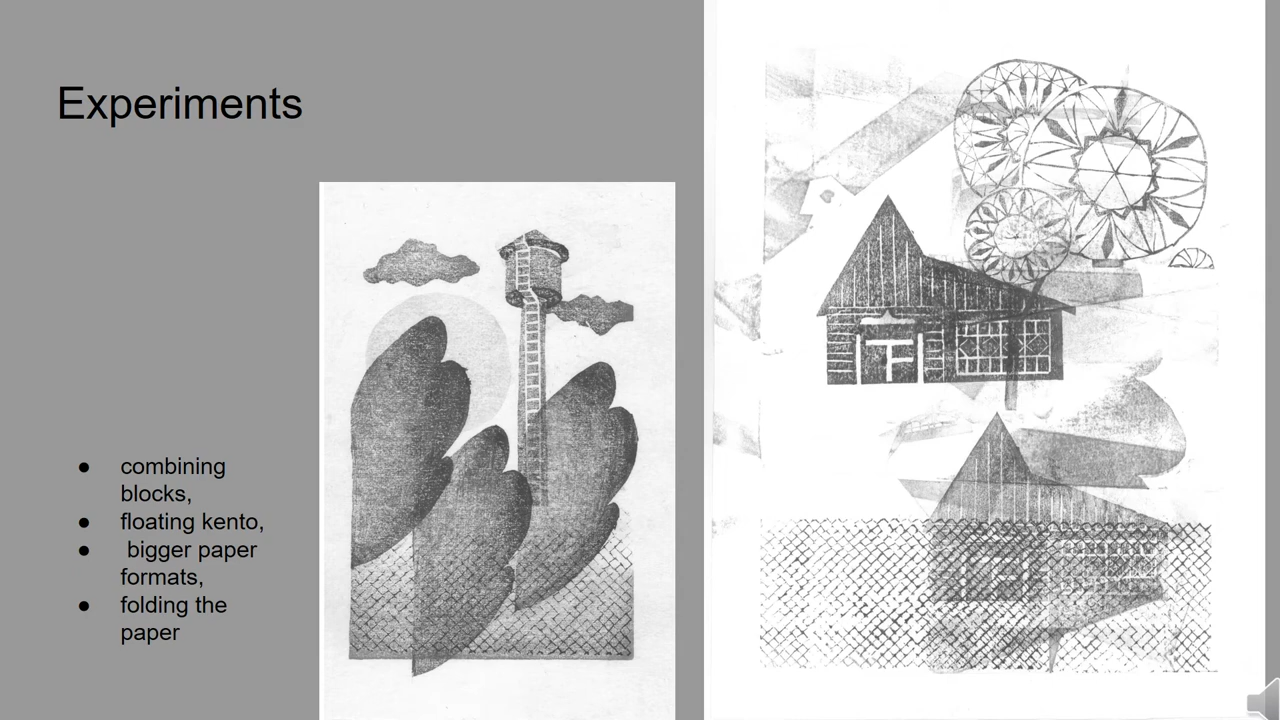 Experiments
● combining
blocks,
● floating kento,
● bigger paper
formats,
● folding the
paper